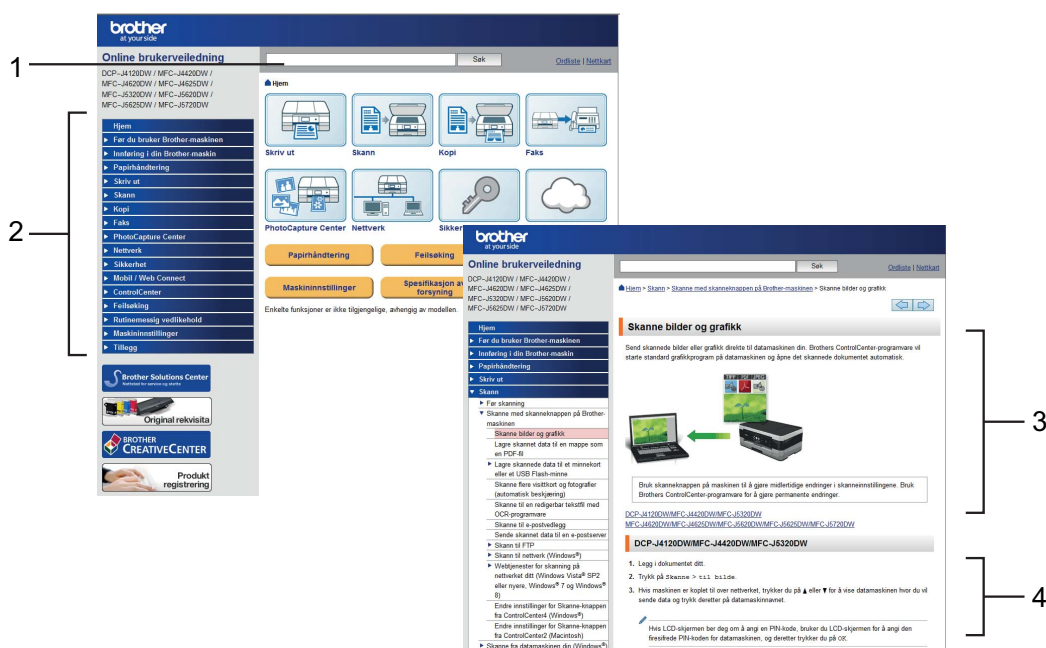 brother
at your side
Online brukerveiledning
DCP-J4120DW / MFC-J4420DW /
MFC-J4620DW / MFC-J4625DW /
MFC-J5320DW / MFC-J5620DW /
MFC-J5625DW / MFC-J5720DW
Søk
Ordliste | Nettkart
1
2
Hjem
Før du bruker Brother-maskinen
Innføring i din Brother-maskin
Papirhåndtering
Skriv ut
Skann
Kopi
Faks
PhotoCapture Center
Nettverk
Sikkerhet
Mobil / Web Connect
ControlCenter
Feilsøking
Rutinemessig vedlikehold
Maskininnstillinger
Tillegg
Brother Solutions Center
Nettsted for service og støtte
Original rekvisita
BROTHER
CREATIVECENTER
Produkt
registrering
Hjem
Skriv ut
Skann
Kopi
Faks
PhotoCapture Center
Nettverk
Sikker
Papirhåndtering
Feilsøking
Maskininnstillinger
Spesifikasjon av
forsyning
Enkelte funksjoner er ikke tilgjengelige, avhengig av modellen.
brother
at your side
Online brukerveiledning
DCP-J4120DW / MFC-J4420DW /
MFC-J4620DW / MFC-J4625DW /
MFC-J5320DW / MFC-J5620DW /
MFC-J5625DW / MFC-J5720DW
Søk
Ordliste | Nettkart
Hjem
Før du bruker Brother-maskinen
Innføring i din Brother-maskin
Papirhåndtering
Skriv ut
Skann
Før skanning
Skanne med skanneknappen på Brother-
maskinen
Skanne bilder og grafikk
Lagre skannet data til en mappe som
en PDF-fil
Lagre skannede data til et minnekort
eller et USB Flash-minne
Skanne flere visittkort og fotografier
(automatisk beskjæring)
Skanne til en redigerbar tekstfil med
OCR-programvare
Skanne til e-postvedlegg
Sende skannet data til en e-postserver
Skann til FTP
Skann til nettverk (Windows®)
Webtjenester for skanning på
nettverket ditt (Windows Vista® SP2
eller nyere, Windows® 7 og Windows®
8)
Endre innstillinger for Skanne-knappen
fra ControlCenter4 (Windows®)
Endre innstillinger for Skanne-knappen
fra ControlCenter2 (Macintosh)
Skanne fra datamaskinen din (Windows®)
Hjem > Skann > Skanne med skanneknappen på Brother-maskinen > Skanne bilder og grafikk
Skanne bilder og grafikk
Send skannede bilder eller grafikk direkte til datamaskinen din. Brothers ControlCenter-programvare vil
starte standard grafikkprogram på datamaskinen og åpne det skannede dokumentet automatisk.
TIFF PDF JPEG
Bruk skanneknappen på maskinen til å gjøre midlertidige endringer i skanneinnstillingene. Bruk
Brothers ControlCenter-programvare for å gjøre permanente endringer.
DCP-J4120DW/MFC-J4420DW/MFC-J5320DW
MFC-J4620DW/MFC-J4625DW/MFC-J5620DW/MFC-J5625DW/MFC-J5720DW
3
DCP-J4120DW/MFC-J4420DW/MFC-J5320DW
1. Legg i dokumentet ditt.
2. Trykk på Skanne > til bilde.
3. Hvis maskinen er koplet til over nettverket, trykker du på ▲ eller ▼ for å vise datamaskinen hvor du vil
sende data og trykk deretter på datamaskinnavnet.
Hvis LCD-skjermen ber deg om å angi en PIN-kode, bruker du LCD-skjermen for å angi den
firesifrede PIN-koden for datamaskinen, og deretter trykker du på OK.
4